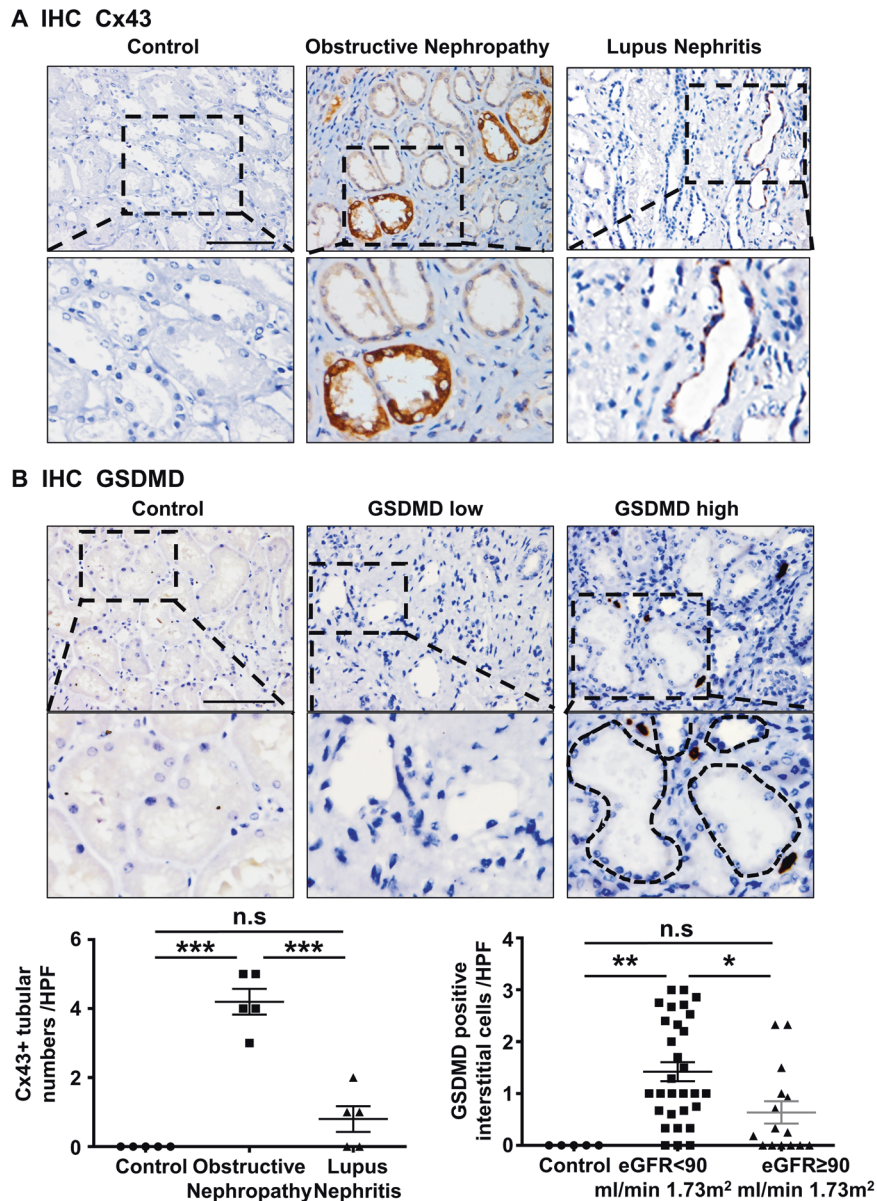 A IHC Cx43
Control
Obstructive Nephropathy
Lupus Nephritis
B IHC GSDMD
Control
GSDMD low
GSDMD high
n.s
*** ***
6
4
2
0
Cx43+ tubular
numbers /HPF
Control
Obstructive
Nephropathy
Lupus
Nephritis
n.s
** *
4
3
2
1
0
GSDMD positive
interstitial cells /HPF
Control
eGFR<90
ml/min 1.73m²
eGFR≥90
ml/min 1.73m²